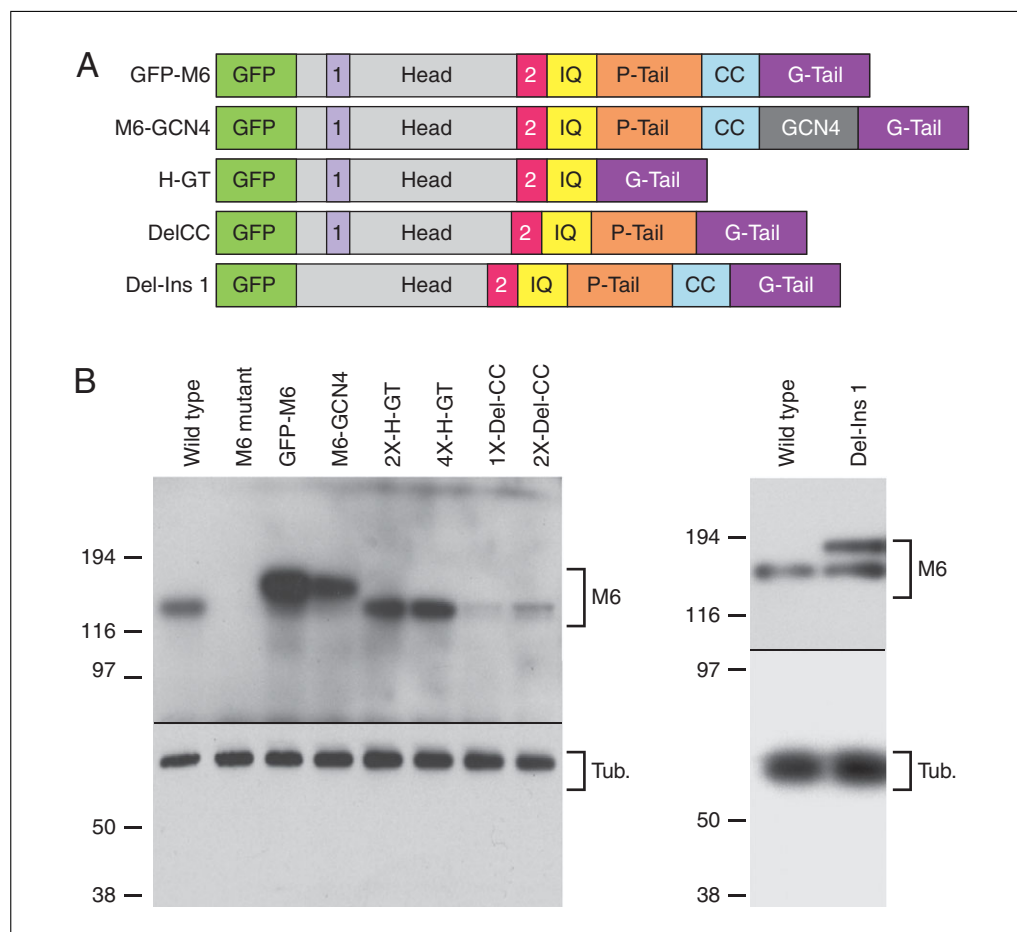 A
GFP-M6 GFP 1 Head 2 IQ P-Tail CC G-Tail
M6-GCN4 GFP 1 Head 2 IQ P-Tail CC GCN4 G-Tail
H-GT GFP 1 Head 2 IQ G-Tail
DelCC GFP 1 Head 2 IQ P-Tail G-Tail
Del-Ins 1 GFP Head 2 IQ P-Tail CC G-Tail
B
Wild type
M6 mutant
GFP-M6
M6-GCN4
2X-H-GT
4X-H-GT
1X-Del-CC
2X-Del-CC
194
116
97
50
38
M6
Tub.
Wild type
Del-Ins 1
194
116
97
50
38
M6
Tub.